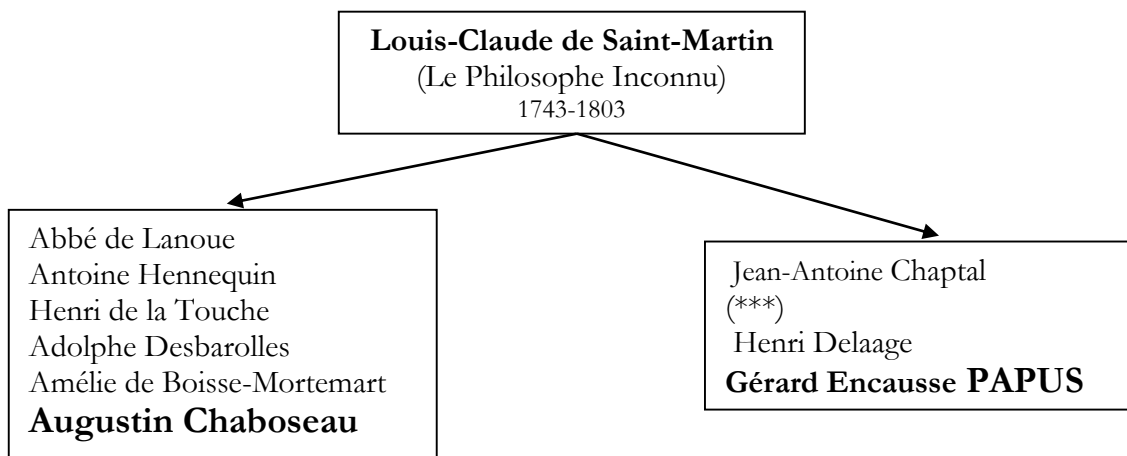 Louis-Claude de Saint-Martin
(Le Philosophe Inconnu)
1743-1803
Abbé de Lanoue
Antoine Hennequin
Henri de la Touche
Adolphe Desbarolles
Amélie de Boisse-Mortemart
Augustin Chaboseau
Jean-Antoine Chaptal
(***)
Henri Delaage
Gérard Encausse PAPUS